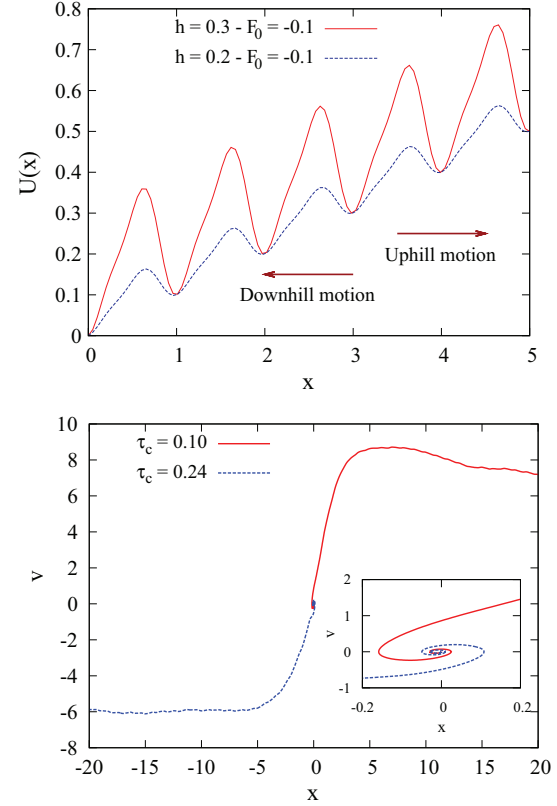 h = 0.3 - F₀ = -0.1
h = 0.2 - F₀ = -0.1
0.8
0.7
0.6
0.5
0.4
0.3
0.2
0.1
0
U(x)
Uphill motion
Downhill motion
0 1 2 3 4 5
x
τc = 0.10
τc = 0.24
10
8
6
4
2
0
-2
-4
-6
-8
v
2
1
0
-1
v
-0.2 0 0.2
x
-20 -15 -10 -5 0 5 10 15 20
x